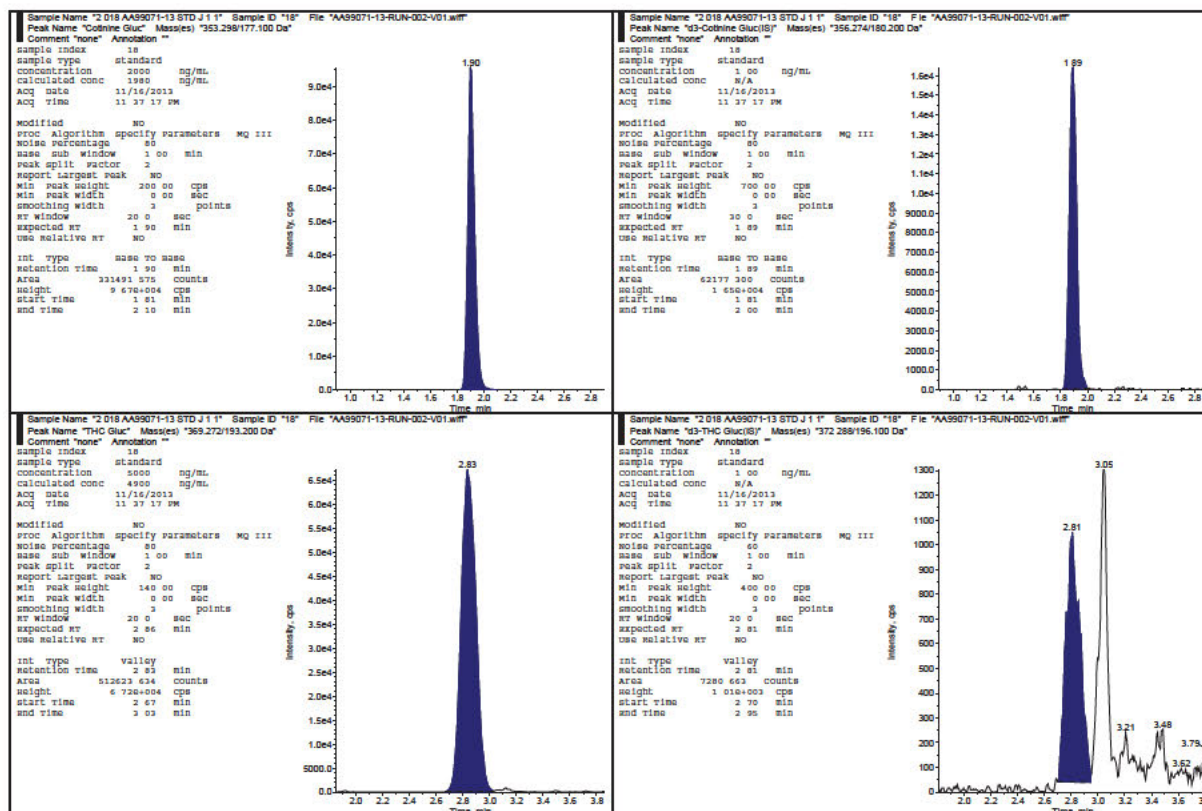 Sample Name "2 018 AA99071-13 STD J 1 1" Sample ID "18" File "AA99071-13-RUN-002-V01.wiff"
Peak Name "Cotinine Gluc" Mass(es) "353.298/177.100 Da"
Comment "none" Annotation ""
sample Index 18
sample Type standard
concentration 2000 ng/mL
calculated conc 1980 ng/mL
Acq Date 11/16/2013
Acq Time 11 37 17 PM
Modified NO
Proc Algorithm specify Parameters MQ III
Noise Percentage 80
Base Sub Window 1 00 min
Peak split Factor 2
Report Largest Peak NO
Min Peak Height 200 00 cps
Min Peak Width 0 00 sec
smoothing width 3 points
RT Window 20 0 sec
Expected RT 1 90 min
Use Relative RT NO
Int Type Base To Base
Retention Time 1 90 min
Area 331491 575 counts
Height 9 67e+004 cps
start Time 1 81 min
End Time 2 10 min
1.90
Intensity, cps
9.0e4
8.0e4
7.0e4
6.0e4
5.0e4
4.0e4
3.0e4
2.0e4
1.0e4
0.0
1.0 1.2 1.4 1.6 1.8 2.0 2.2 2.4 2.6 2.8
Time, min
Sample Name "2 018 AA99071-13 STD J 1 1" Sample ID "18" File "AA99071-13-RUN-002-V01.wiff"
Peak Name "d3-Cotinine Gluc(IS)" Mass(es) "356.274/180.200 Da"
Comment "none" Annotation ""
sample Index 18
sample Type standard
concentration 1 00 ng/mL
calculated conc N/A
Acq Date 11/16/2013
Acq Time 11 37 17 PM
Modified NO
Proc Algorithm specify Parameters MQ III
Noise Percentage 80
Base Sub Window 1 00 min
Peak split Factor 2
Report Largest Peak NO
Min Peak Height 700 00 cps
Min Peak Width 0 00 sec
smoothing width 3 points
RT Window 30 0 sec
Expected RT 1 89 min
Use Relative RT NO
Int Type Base To Base
Retention Time 1 89 min
Area 62177 300 counts
Height 1 65e+004 cps
start Time 1 81 min
End Time 2 00 min
1 89
Intensity, cps
1.6e4
1.5e4
1.4e4
1.3e4
1.2e4
1.1e4
1.0e4
9000.0
8000.0
7000.0
6000.0
5000.0
4000.0
3000.0
2000.0
1000.0
0.0
1.0 1.2 1.4 1.6 1.8 2.0 2.2 2.4 2.6 2.8
Time, min
Sample Name "2 018 AA99071-13 STD J 1 1" Sample ID "18" File "AA99071-13-RUN-002-V01.wiff"
Peak Name "THC Gluc" Mass(es) "369.272/193.200 Da"
Comment "none" Annotation ""
sample Index 18
sample Type standard
concentration 5000 ng/mL
calculated conc 4900 ng/mL
Acq Date 11/16/2013
Acq Time 11 37 17 PM
Modified NO
Proc Algorithm specify Parameters MQ III
Noise Percentage 80
Base Sub Window 1 00 min
Peak split Factor 2
Report Largest Peak NO
Min Peak Height 140 00 cps
Min Peak Width 0 00 sec
smoothing width 3 points
RT Window 20 0 sec
Expected RT 2 86 min
Use Relative RT NO
Int Type valley
Retention Time 2 83 min
Area 512623 634 counts
Height 6 72e+004 cps
start Time 2 67 min
End Time 3 03 min
2.83
Intensity, cps
6.5e4
6.0e4
5.5e4
5.0e4
4.5e4
4.0e4
3.5e4
3.0e4
2.5e4
2.0e4
1.5e4
1.0e4
5000.0
0.0
2.0 2.2 2.4 2.6 2.8 3.0 3.2 3.4 3.6 3.8
Time, min
Sample Name "2 018 AA99071-13 STD J 1 1" Sample ID "18" File "AA99071-13-RUN-002-V01.wiff"
Peak Name "d3-THC Gluc(IS)" Mass(es) "372 288/196.100 Da"
Comment "none" Annotation ""
sample Index 18
sample Type standard
concentration 1 00 ng/mL
calculated conc N/A
Acq Date 11/16/2013
Acq Time 11 37 17 PM
Modified NO
Proc Algorithm specify Parameters MQ III
Noise Percentage 60
Base Sub Window 1 00 min
Peak split Factor 2
Report Largest Peak NO
Min Peak Height 400 00 cps
Min Peak Width 0 00 sec
smoothing width 3 points
RT Window 20 0 sec
Expected RT 2 81 min
Use Relative RT NO
Int Type valley
Retention Time 2 81 min
Area 7280 663 counts
Height 1 01e+003 cps
start Time 2 70 min
End Time 2 95 min
3.05
2.81
3.21
3.48
3.62
3.79
Intensity, cps
1300
1200
1100
1000
900
800
700
600
500
400
300
200
100
0
2.0 2.2 2.4 2.6 2.8 3.0 3.2 3.4 3.6
Time, min